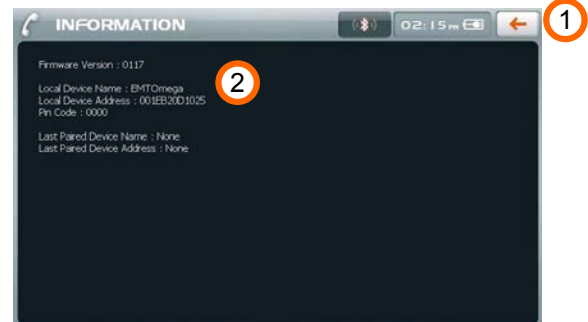 INFORMATION
02:15 m
1
Firmware Version : 0117
2
Local Device Name : EMTOmega
Local Device Address : 001EB20D1025
Pin Code : 0000
Last Paired Device Name : None
Last Paired Device Address : None